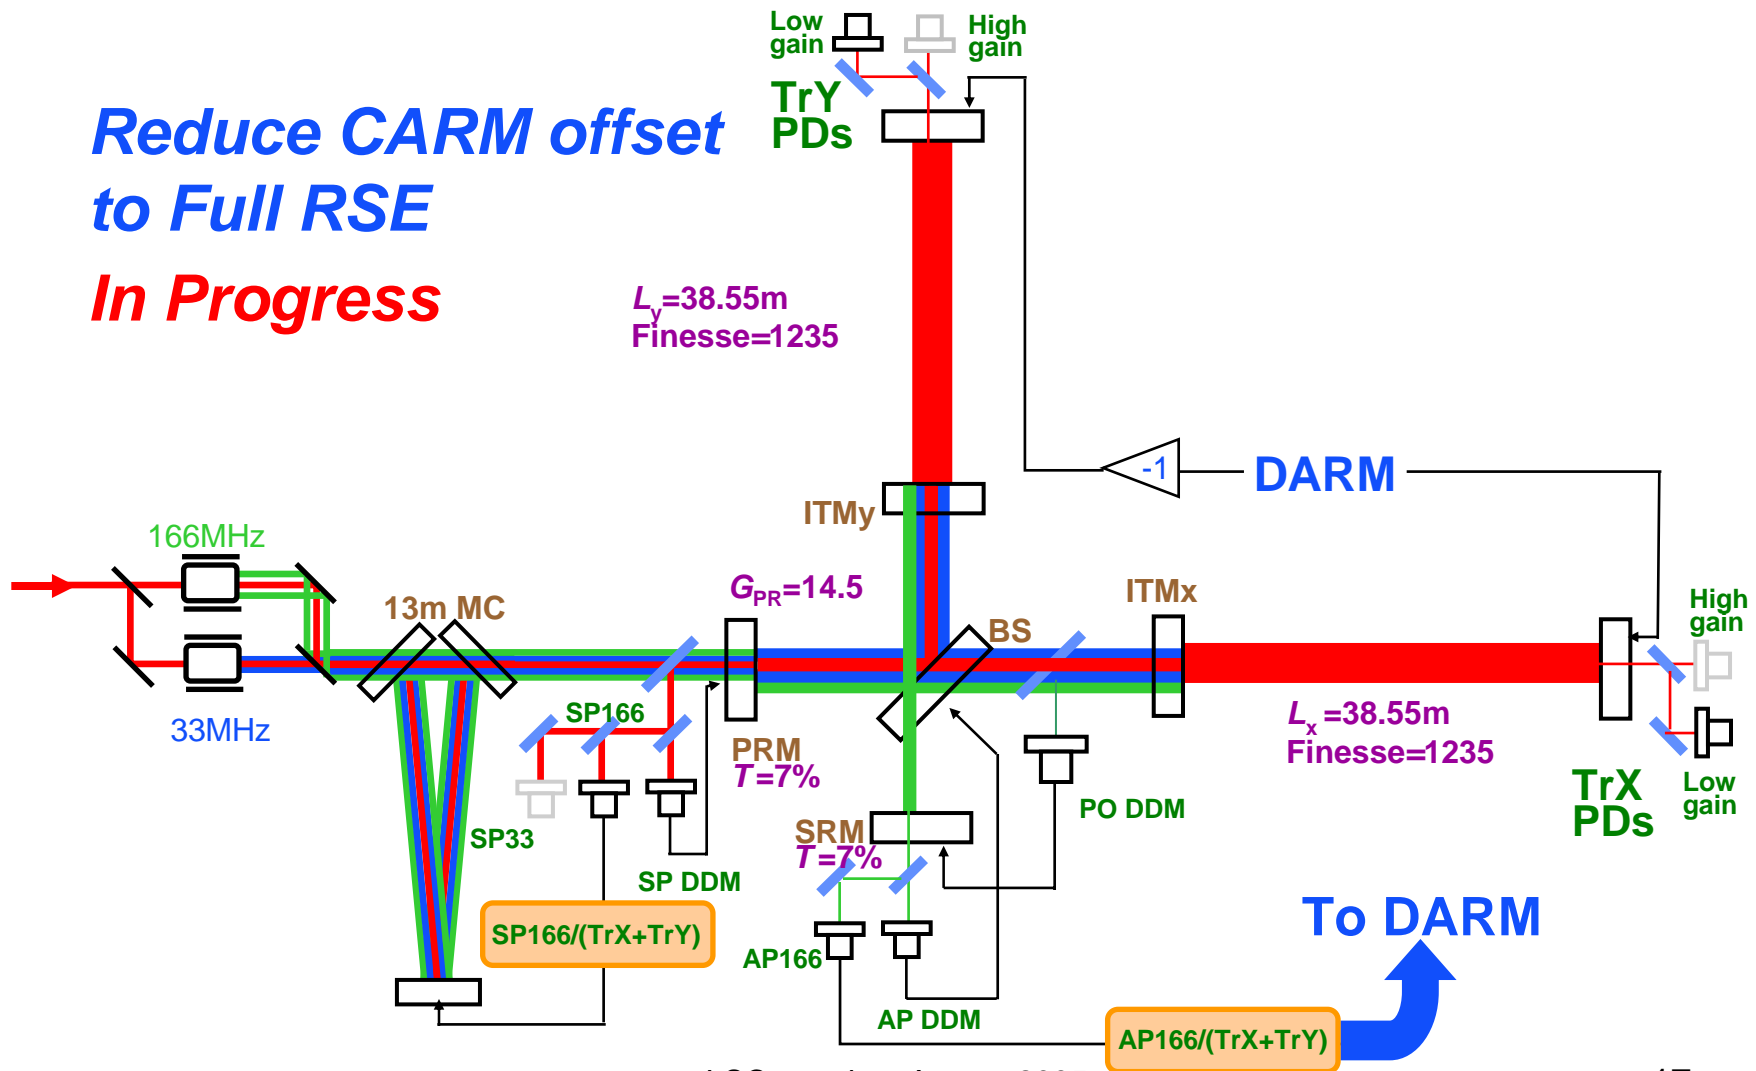 Low
gain
High
gain
TrY
PDs
Reduce CARM offset
to Full RSE
In Progress
Ly=38.55m
Finesse=1235
-1
DARM
ITMy
166MHz
13m MC
GPR=14.5
ITMx
BS
High
gain
33MHz
SP166
PRM
T=7%
Lx=38.55m
Finesse=1235
TrX
PDs
Low
gain
PO DDM
SP33
SRM
T=7%
SP DDM
SP166/(TrX+TrY)
AP166
To DARM
AP DDM
AP166/(TrX+TrY)